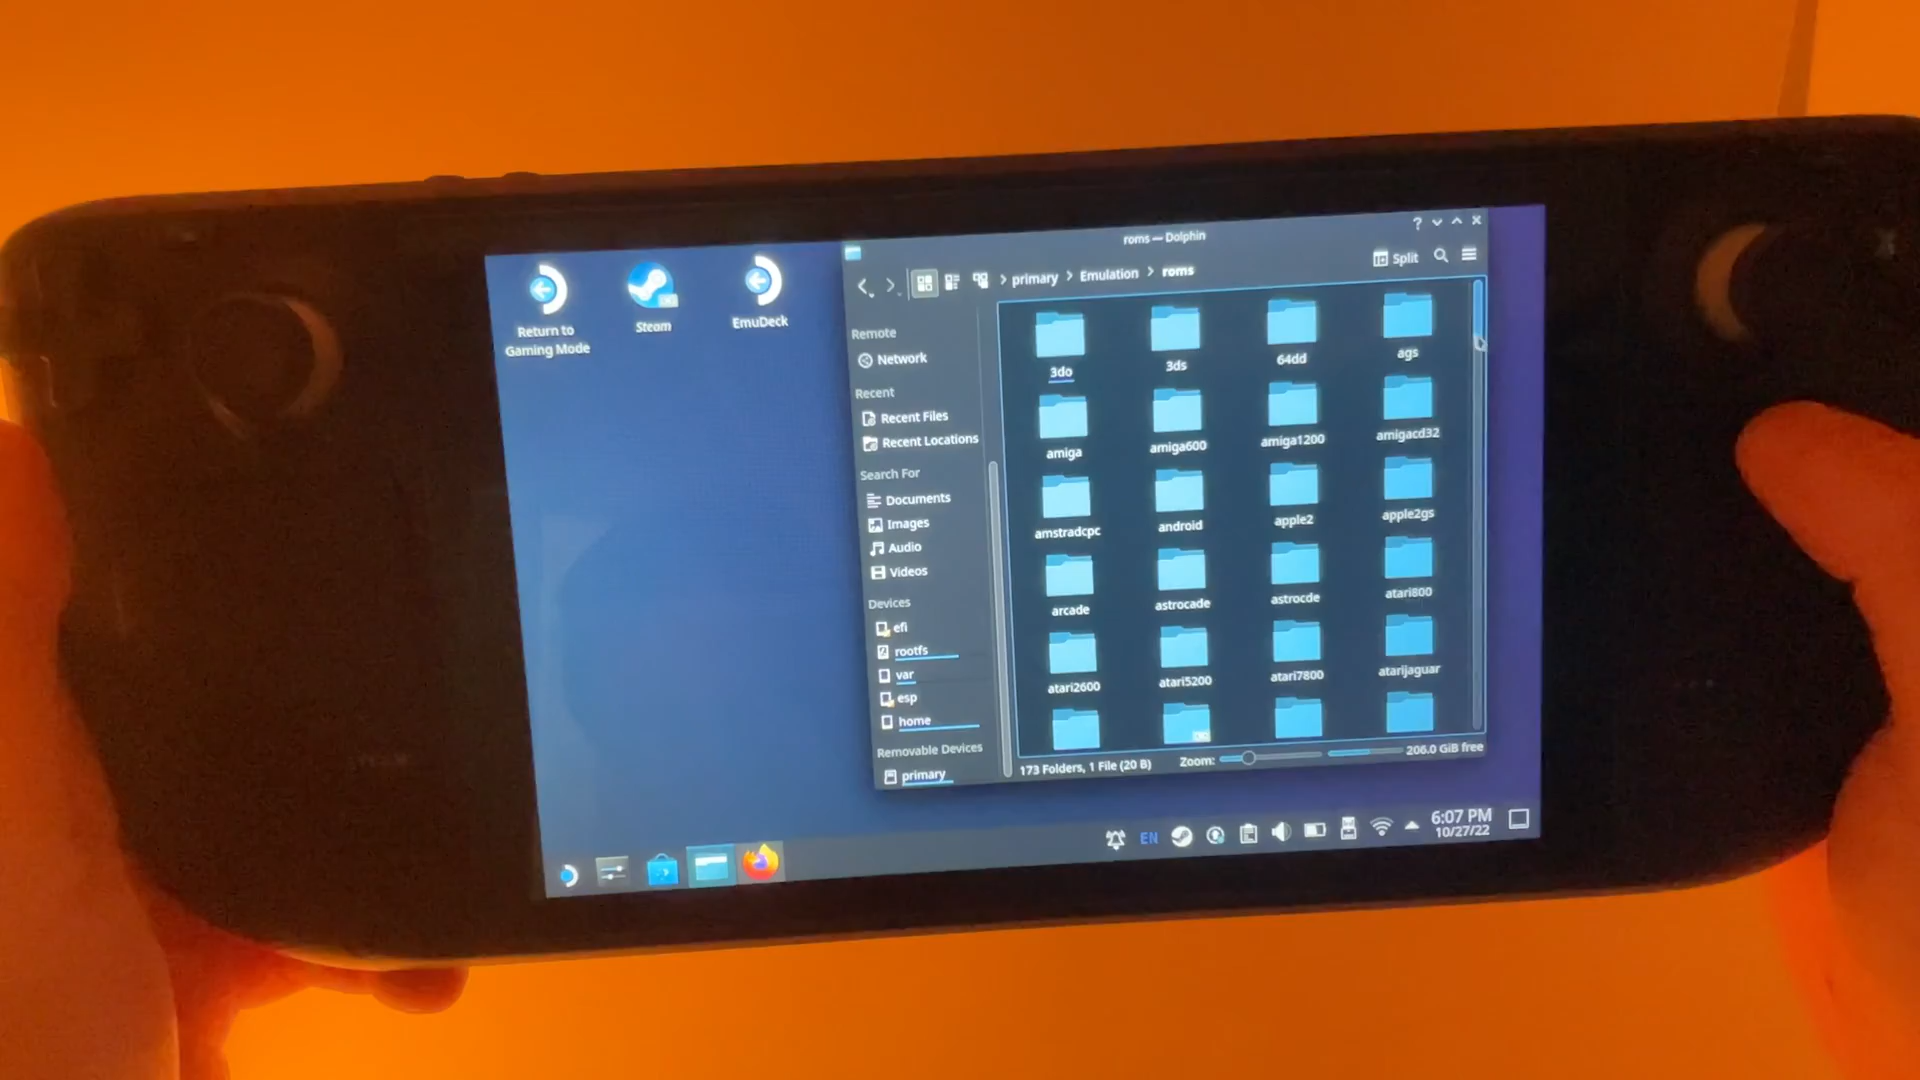 Return to
Gaming Mode
Steam
EmuDeck
roms — Dolphin
primary
Emulation
roms
Split
Remote
Network
Recent
Recent Files
Recent Locations
Search For
Documents
Images
Audio
Videos
Devices
efi
rootfs
var
esp
home
Removable Devices
primary
3do
3ds
64dd
ags
amiga
amiga600
amiga1200
amigacd32
amstradcpc
android
apple2
apple2gs
arcade
astrocade
astrocde
atari800
atari2600
atari5200
atari7800
atarijaguar
173 Folders, 1 File (20 B)
Zoom:
206.0 GiB free
EN
6:07 PM
10/27/22